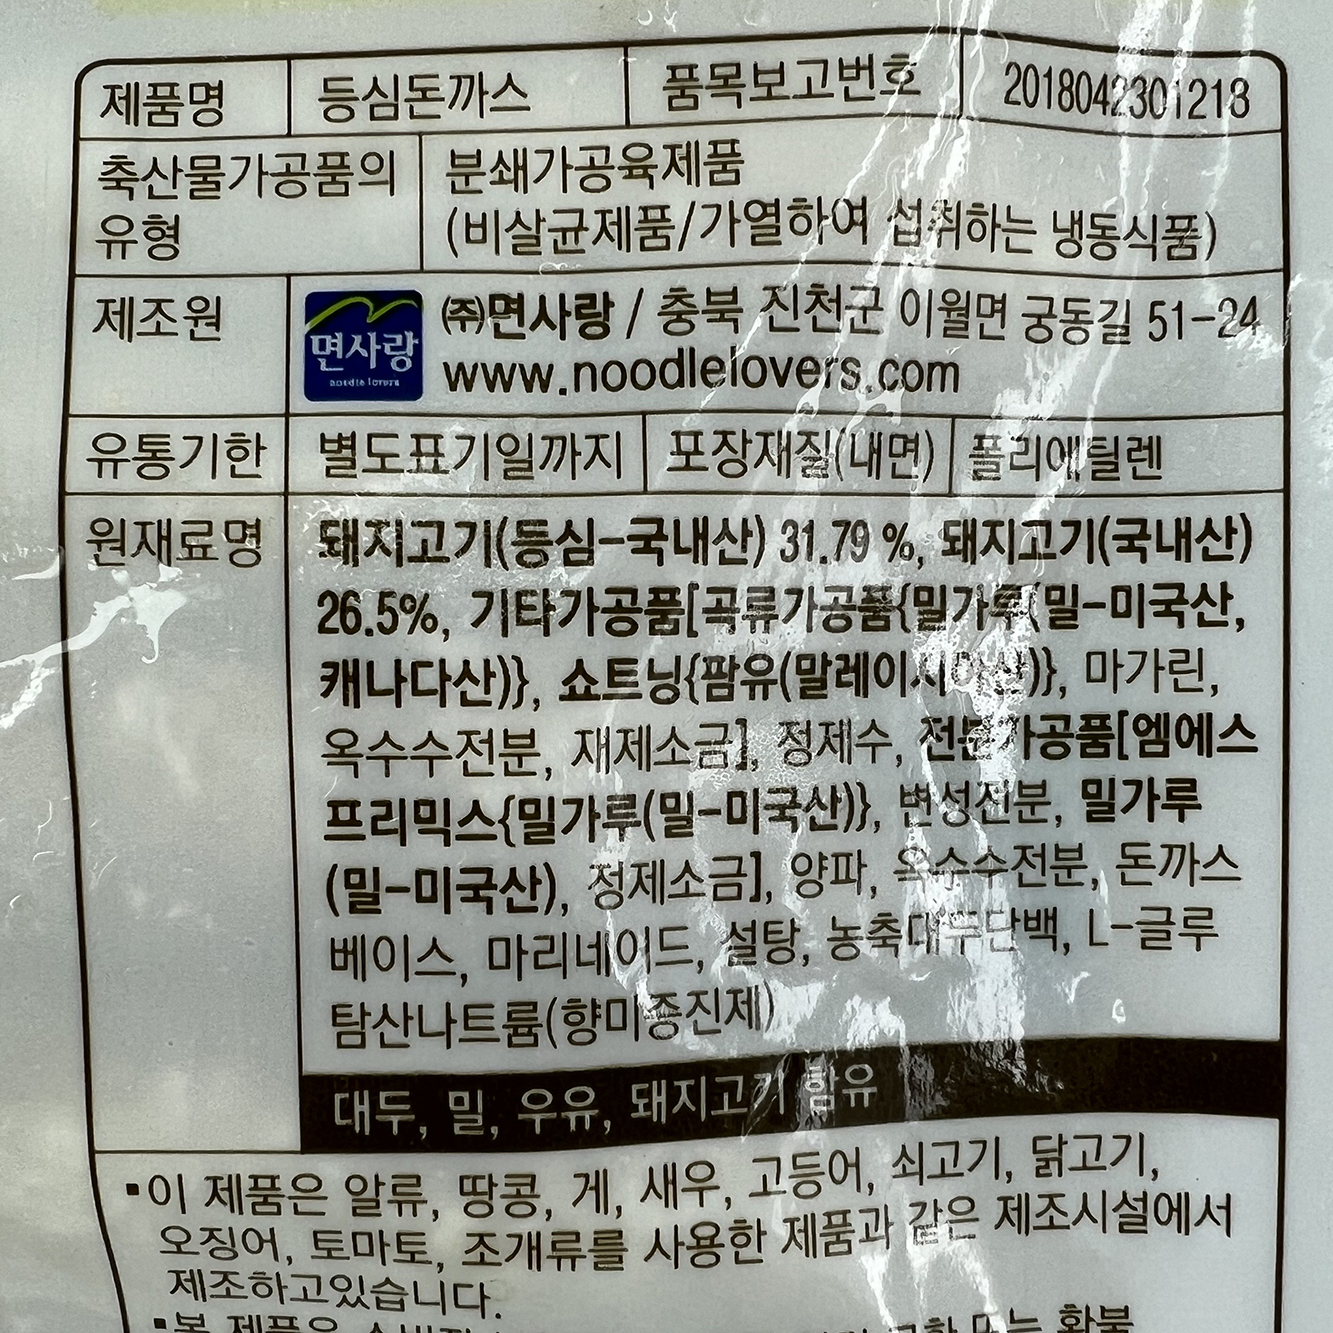 제품명 등심돈까스 품목보고번호 2018042301218
축산물가공품의 유형
분쇄가공육제품
(비살균제품/가열하여 섭취하는 냉동식품)
제조원
면사랑
noodle lovers
㈜면사랑 / 충북 진천군 이월면 궁동길 51-24
www.noodlelovers.com
유통기한 별도표기일까지 포장재질(내면) 폴리에틸렌
원재료명 돼지고기(등심-국내산) 31.79 %, 돼지고기(국내산)
26.5%, 기타가공품[곡류가공품{밀가루(밀-미국산,
캐나다산)}, 쇼트닝{팜유(말레이시아산)}, 마가린,
옥수수전분, 재제소금], 정제수, 전분가공품[엠에스
프리믹스{밀가루(밀-미국산)}, 변성전분, 밀가루
(밀-미국산), 정제소금], 양파, 옥수수전분, 돈까스
베이스, 마리네이드, 설탕, 농축대두단백, L-글루
탐산나트륨(향미증진제)
대두, 밀, 우유, 돼지고기 함유
▪이 제품은 알류, 땅콩, 게, 새우, 고등어, 쇠고기, 닭고기,
오징어, 토마토, 조개류를 사용한 제품과 같은 제조시설에서
제조하고있습니다.
▪본 제품은 교환 또는 환불